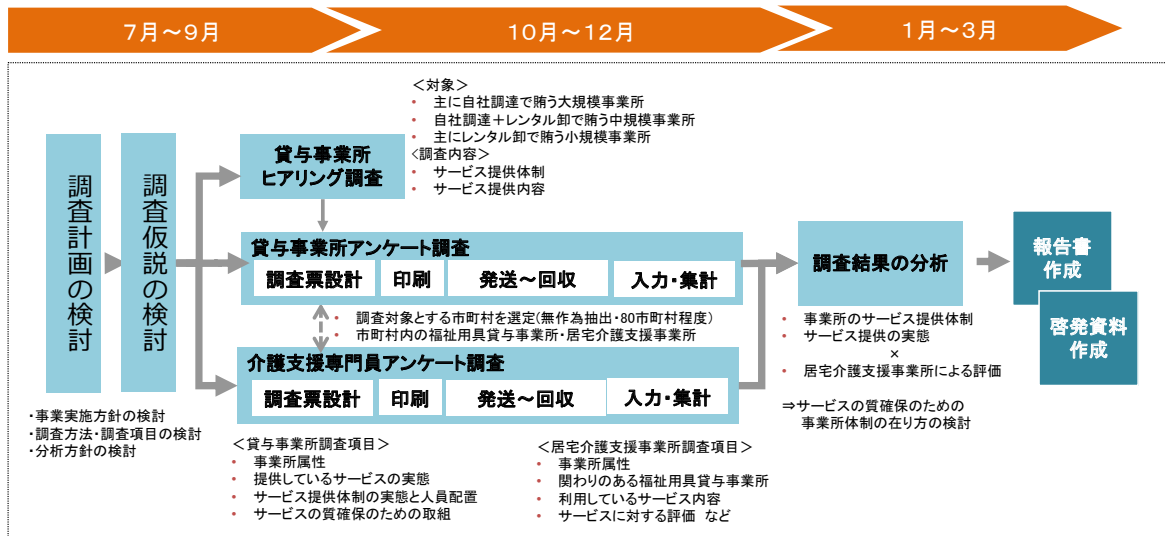 7月～9月
10月～12月
1月～3月
調査計画の検討
調査仮説の検討
・事業実施方針の検討
・調査方法・調査項目の検討
・分析方針の検討
貸与事業所
ヒアリング調査
＜対象＞
• 主に自社調達で賄う大規模事業所
• 自社調達＋レンタル卸で賄う中規模事業所
• 主にレンタル卸で賄う小規模事業所
<調査内容＞
• サービス提供体制
• サービス提供内容
貸与事業所アンケート調査
調査票設計
印刷
発送～回収
入力・集計
• 調査対象とする市町村を選定(無作為抽出・80市町村程度)
• 市町村内の福祉用具貸与事業所・居宅介護支援事業所
介護支援専門員アンケート調査
調査票設計
印刷
発送～回収
入力・集計
＜貸与事業所調査項目＞
• 事業所属性
• 提供しているサービスの実態
• サービス提供体制の実態と人員配置
• サービスの質確保のための取組
＜居宅介護支援事業所調査項目＞
• 事業所属性
• 関わりのある福祉用具貸与事業所
• 利用しているサービス内容
• サービスに対する評価 など
調査結果の分析
• 事業所のサービス提供体制
• サービス提供の実態
×
• 居宅介護支援事業所による評価
⇒サービスの質確保のための
事業所体制の在り方の検討
報告書
作成
啓発資料
作成